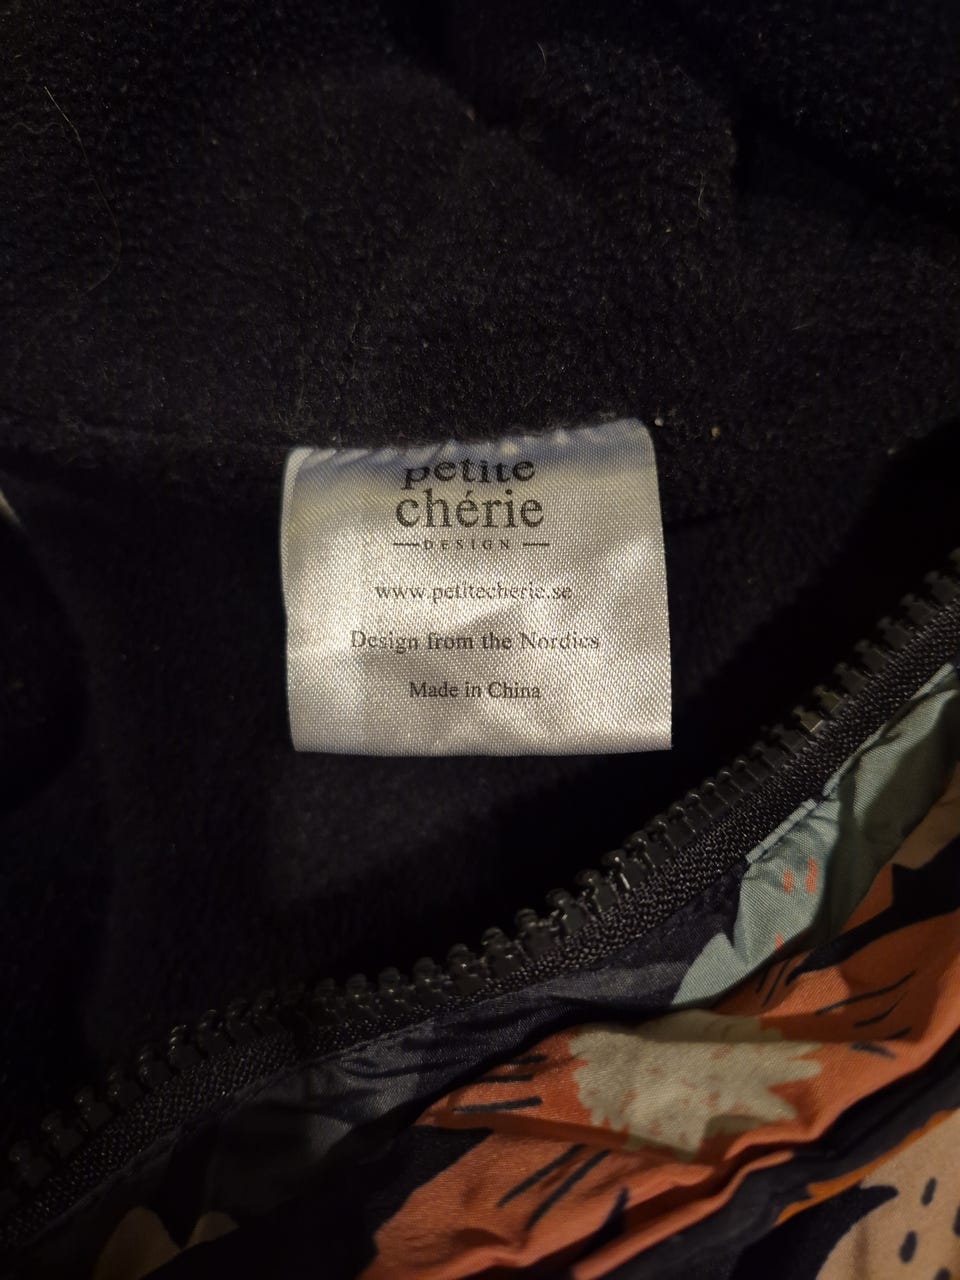 petite
chérie
DESIGN
www.petitecherie.se
Design from the Nordics
Made in China